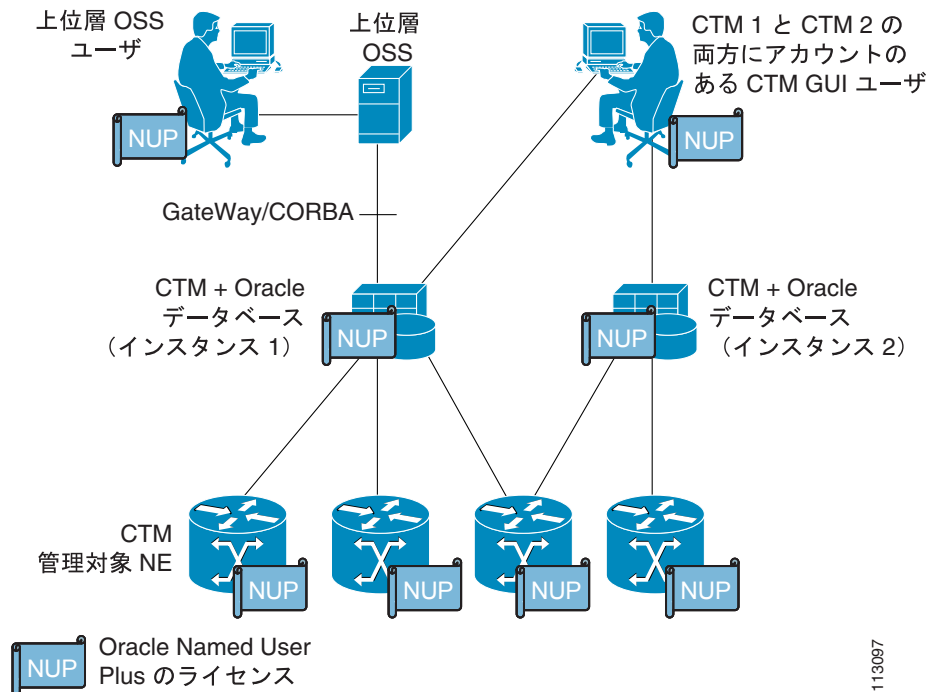 上位層 OSS
ユーザ
上位層
OSS
CTM 1 と CTM 2 の
両方にアカウントの
ある CTM GUI ユーザ
NUP
NUP
GateWay/CORBA
CTM + Oracle
データベース
（インスタンス 1）
NUP
CTM + Oracle
データベース
（インスタンス 2）
NUP
CTM
管理対象 NE
NUP
NUP
NUP
NUP
NUP
Oracle Named User
Plus のライセンス
113097